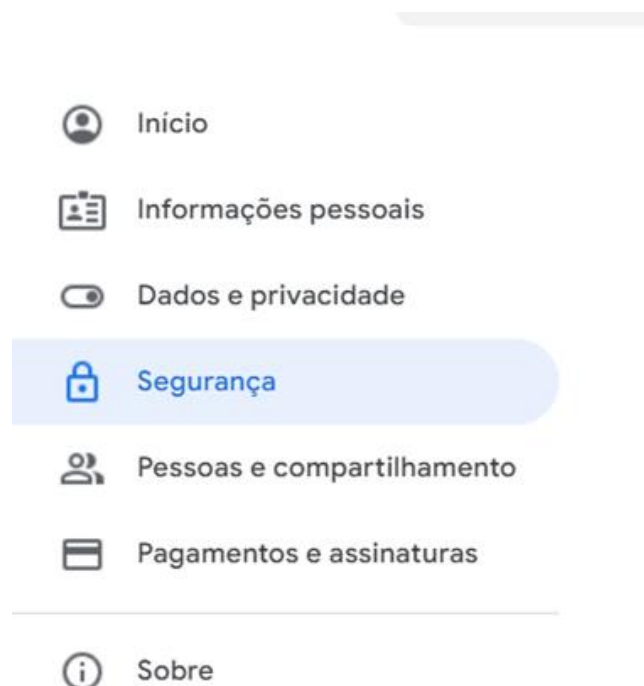 Início
Informações pessoais
Dados e privacidade
Segurança
Pessoas e compartilhamento
Pagamentos e assinaturas
Sobre